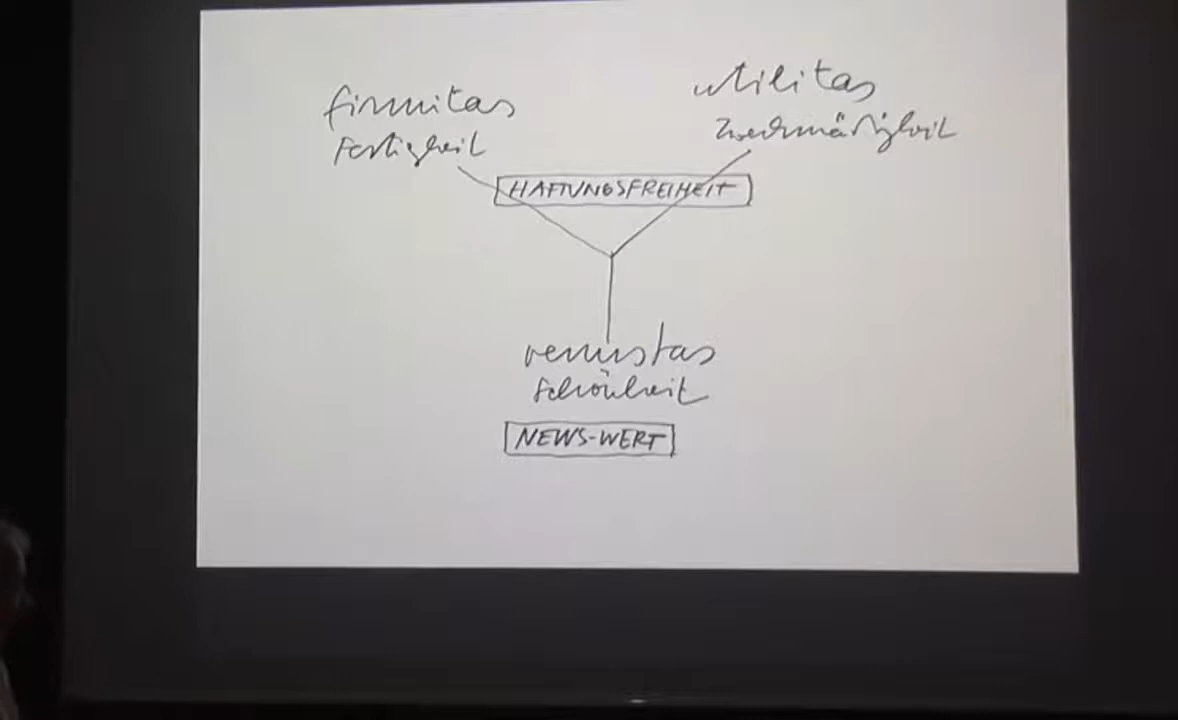 firmitas
Festigkeit
utilitas
Zweckmäßigkeit
HAFTUNGSFREIHEIT
venustas
Schönheit
NEWS-WERT